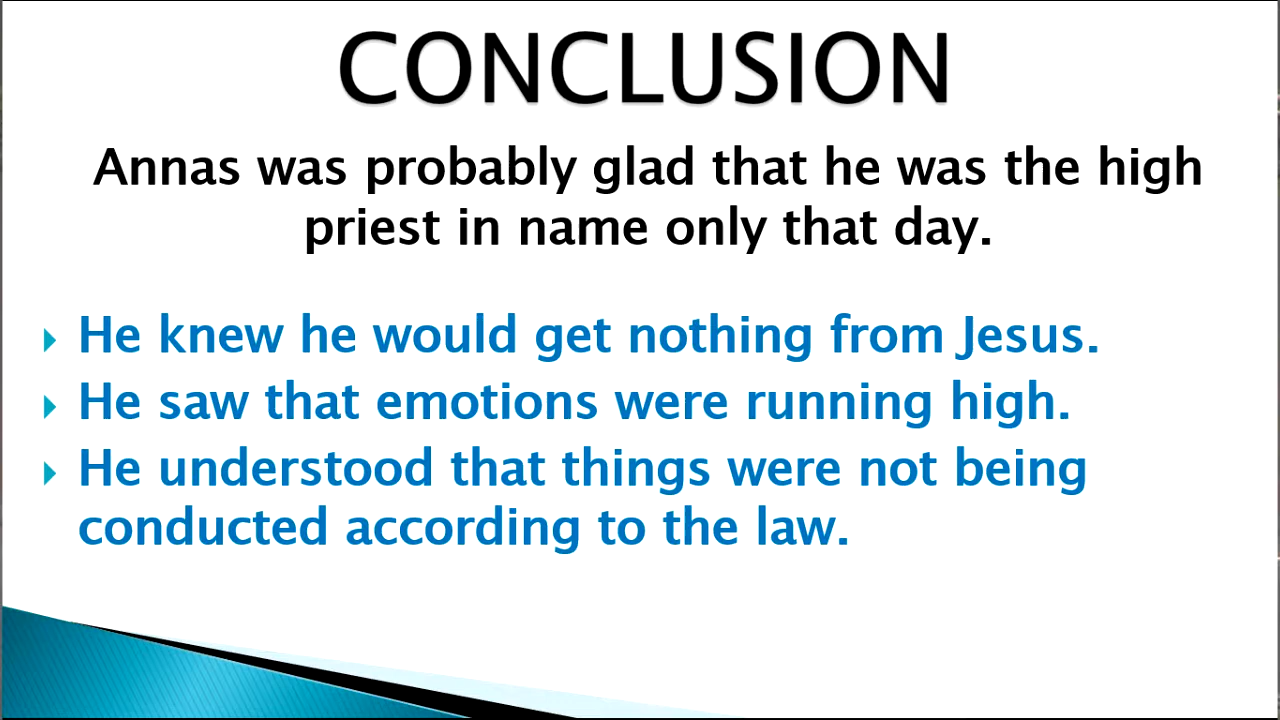 CONCLUSION
Annas was probably glad that he was the high
priest in name only that day.
He knew he would get nothing from Jesus.
He saw that emotions were running high.
He understood that things were not being
conducted according to the law.